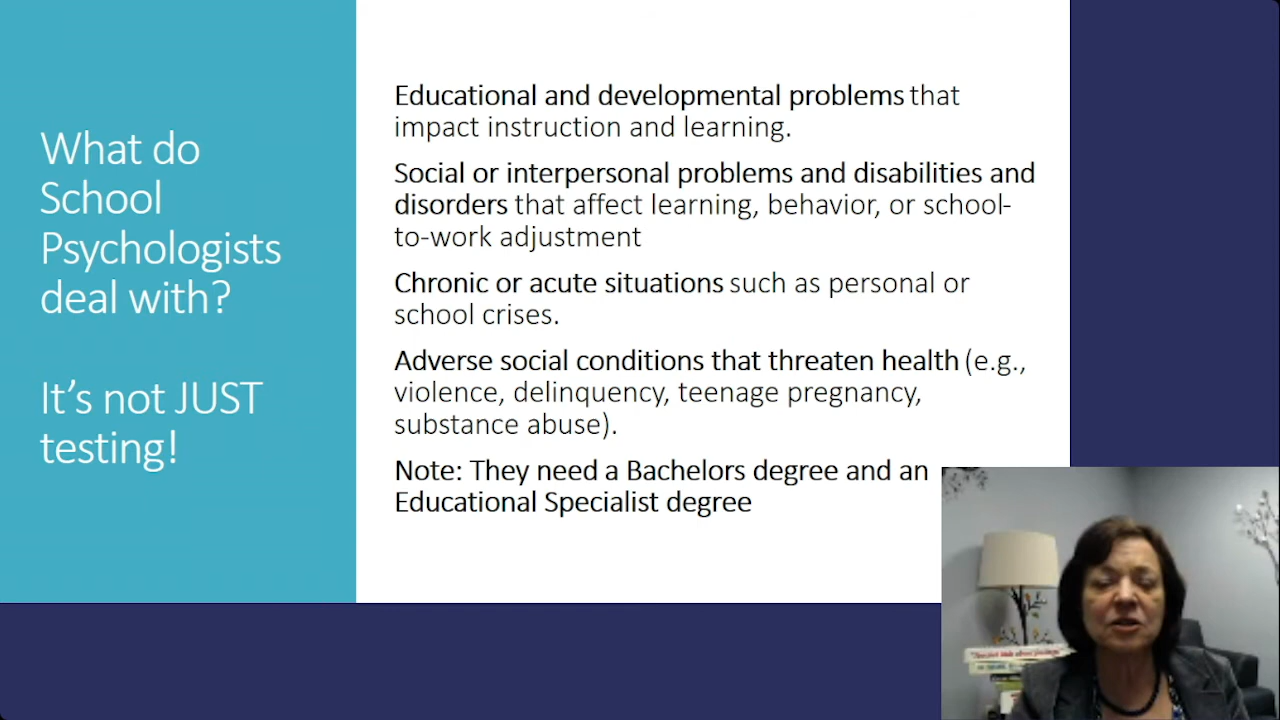 What do
School
Psychologists
deal with?
It's not JUST
testing!
Educational and developmental problems that
impact instruction and learning.
Social or interpersonal problems and disabilities and
disorders that affect learning, behavior, or school-
to-work adjustment
Chronic or acute situations such as personal or
school crises.
Adverse social conditions that threaten health (e.g.,
violence, delinquency, teenage pregnancy,
substance abuse).
Note: They need a Bachelors degree and an
Educational Specialist degree